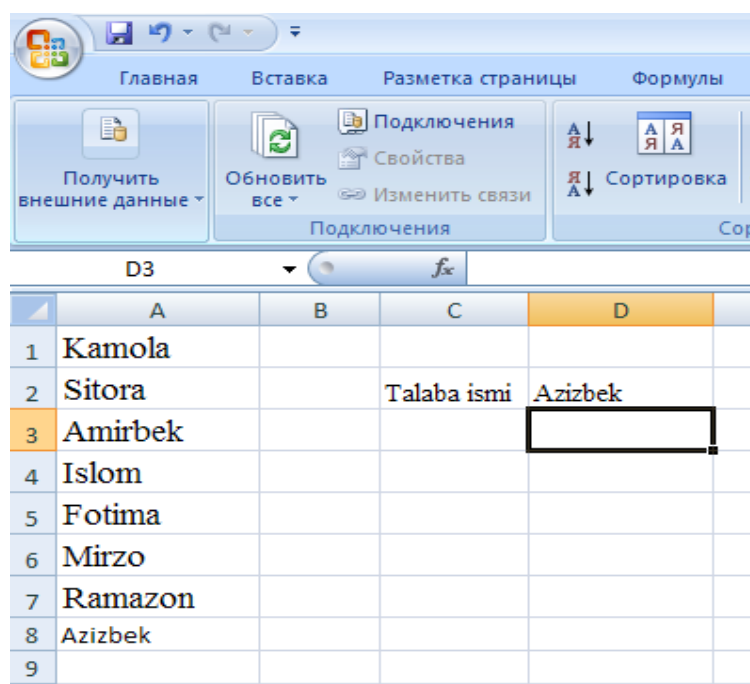 Главная Вставка Разметка страницы Формулы
Получить внешние данные
Обновить все
Подключения
Свойства
Изменить связи
Подключения
А Я
Я А
А Я
Я А
Сортировка
D3 fx
A B C D
1 Kamola
2 Sitora Talaba ismi Azizbek
3 Amirbek
4 Islom
5 Fotima
6 Mirzo
7 Ramazon
8 Azizbek
9